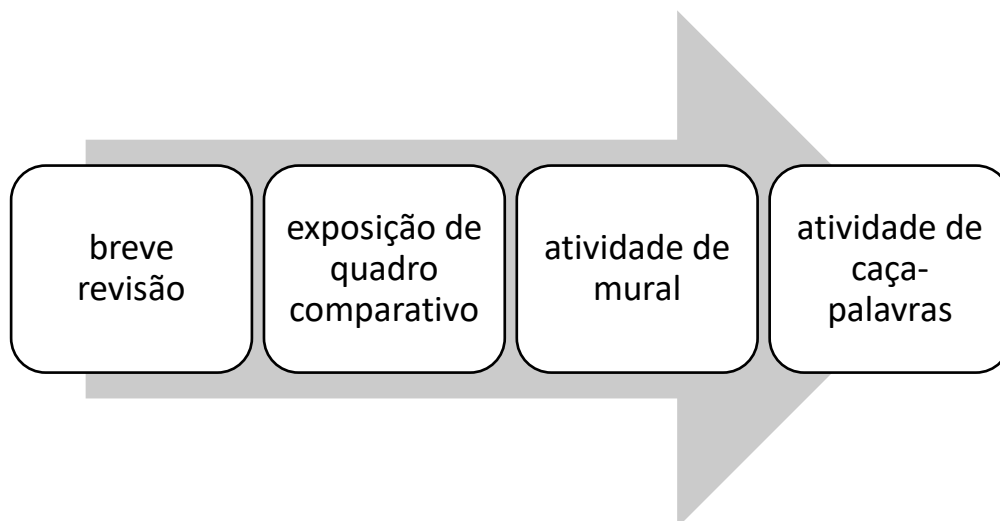 breve
revisão
exposição de
quadro
comparativo
atividade de
mural
atividade de
caça-
palavras